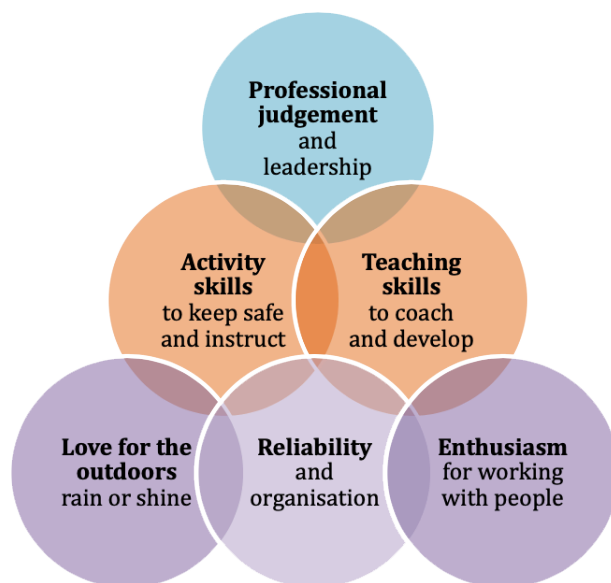 Professional
judgement
and
leadership
Activity
skills
to keep safe
and instruct
Teaching
skills
to coach
and develop
Love for the
outdoors
rain or shine
Reliability
and
organisation
Enthusiasm
for working
with people